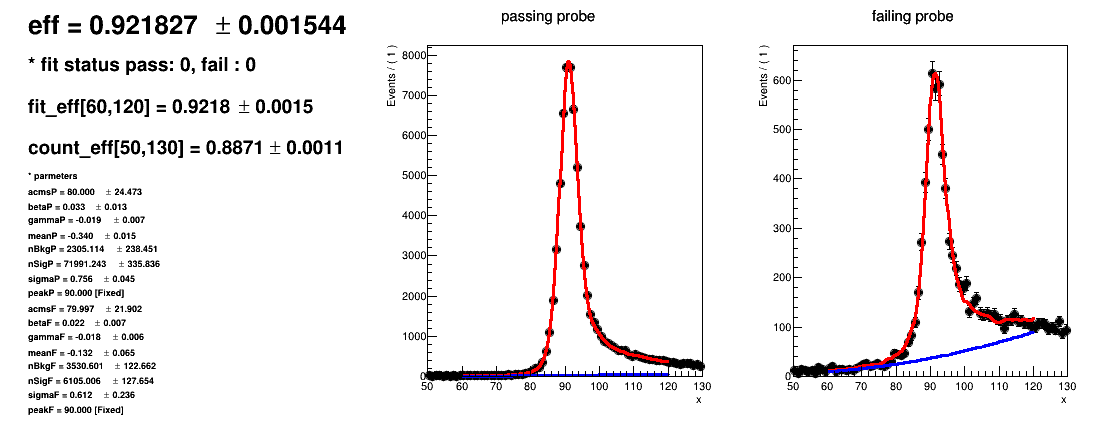 eff = 0.921827 ± 0.001544
* fit status pass: 0, fail : 0
fit_eff[60,120] = 0.9218 ± 0.0015
count_eff[50,130] = 0.8871 ± 0.0011
* parmeters
acmsP = 80.000 ± 24.473
betaP = 0.033 ± 0.013
gammaP = -0.019 ± 0.007
meanP = -0.340 ± 0.015
nBkgP = 2305.114 ± 238.451
nSigP = 71991.243 ± 335.836
sigmaP = 0.756 ± 0.045
peakP = 90.000 [Fixed]
acmsF = 79.997 ± 21.902
betaF = 0.022 ± 0.007
gammaF = -0.018 ± 0.006
meanF = -0.132 ± 0.065
nBkgF = 3530.601 ± 122.662
nSigF = 6105.006 ± 127.654
sigmaF = 0.612 ± 0.236
peakF = 90.000 [Fixed]
passing probe
Events / ( 1 )
8000
7000
6000
5000
4000
3000
2000
1000
0
50 60 70 80 90 100 110 120 130
x
failing probe
Events / ( 1 )
600
500
400
300
200
100
0
50 60 70 80 90 100 110 120 130
x